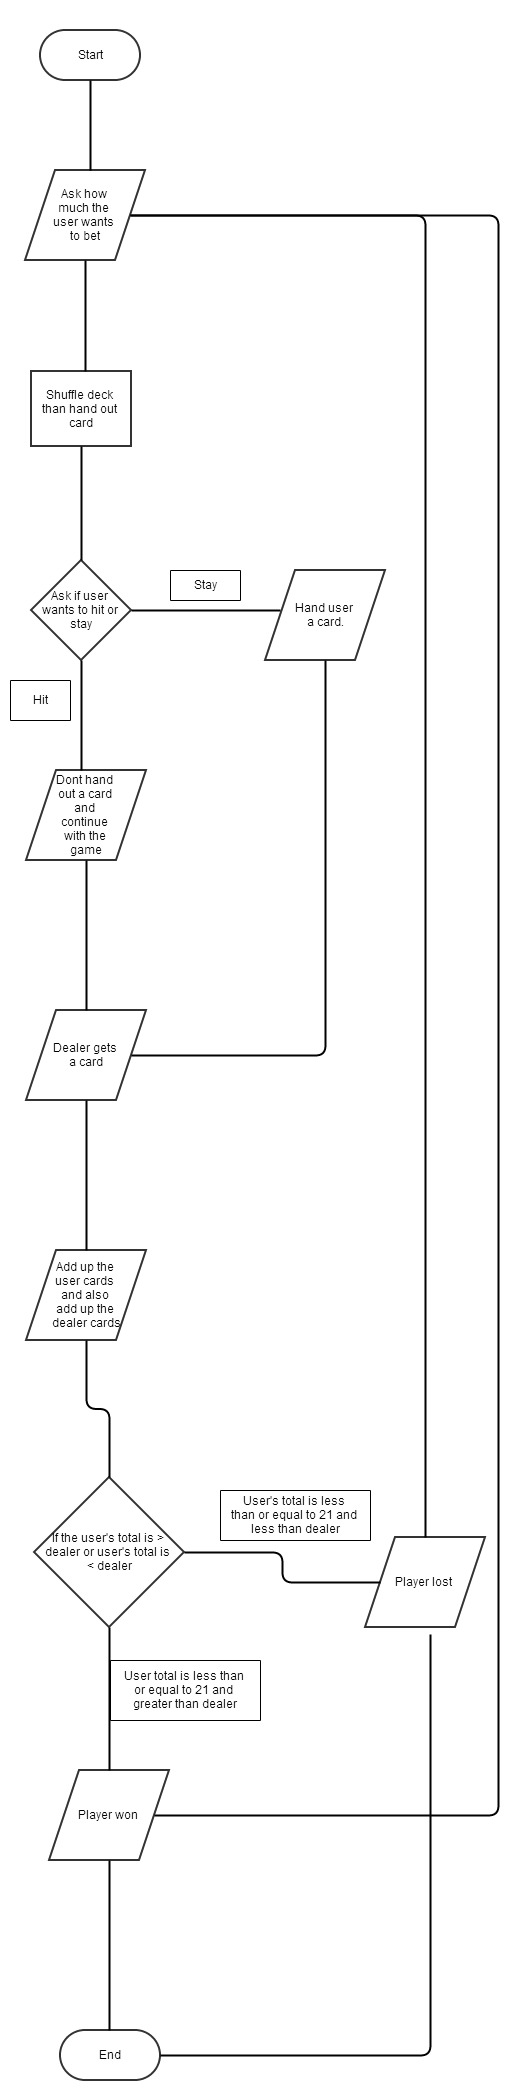 Start
Ask how
much the
user wants
to bet
Shuffle deck
than hand out
card
Ask if user
wants to hit or
stay
Stay
Hand user
a card.
Hit
Dont hand
out a card
and
continue
with the
game
Dealer gets
a card
Add up the
user cards
and also
add up the
dealer cards
If the user's total is >
dealer or user's total is
< dealer
User's total is less
than or equal to 21 and
less than dealer
Player lost
User total is less than
or equal to 21 and
greater than dealer
Player won
End